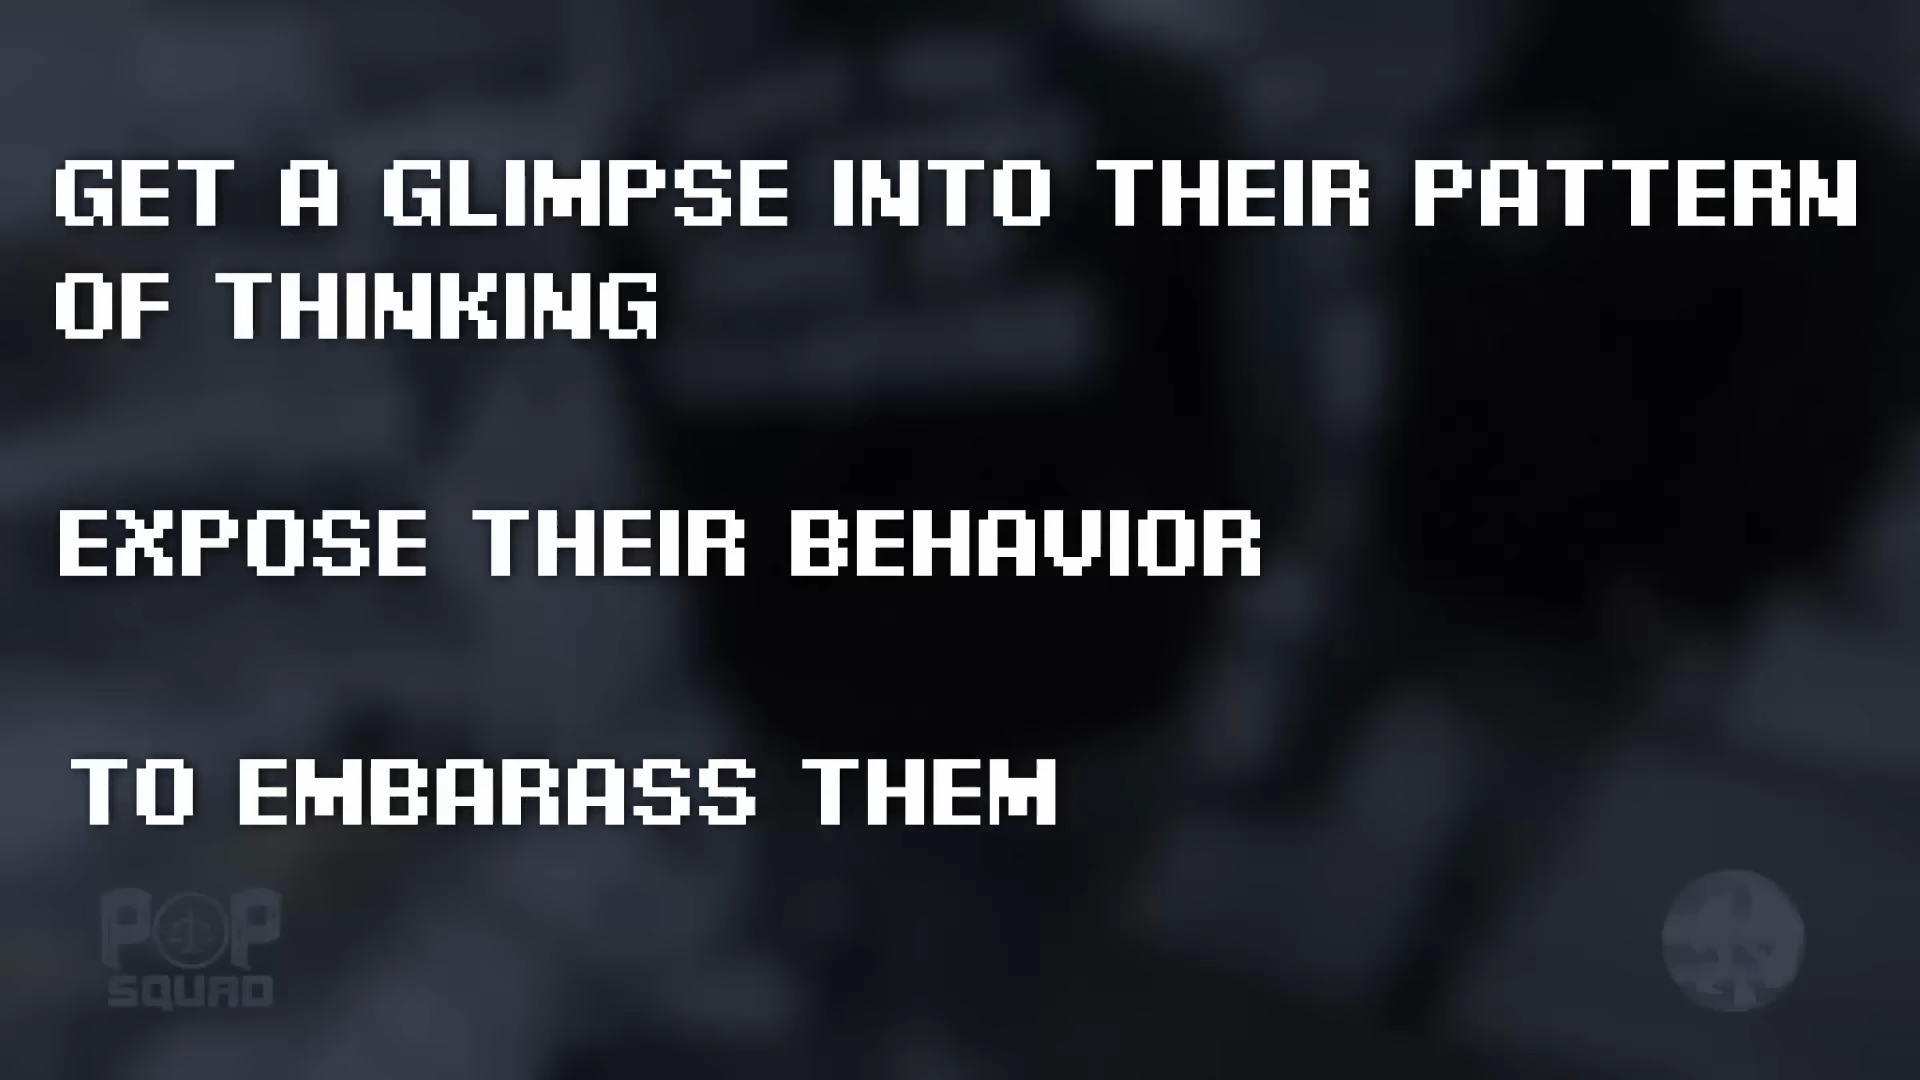 GET A GLIMPSE INTO THEIR PATTERN
OF THINKING
EXPOSE THEIR BEHAVIOR
TO EMBARASS THEM
POP
SQUAD